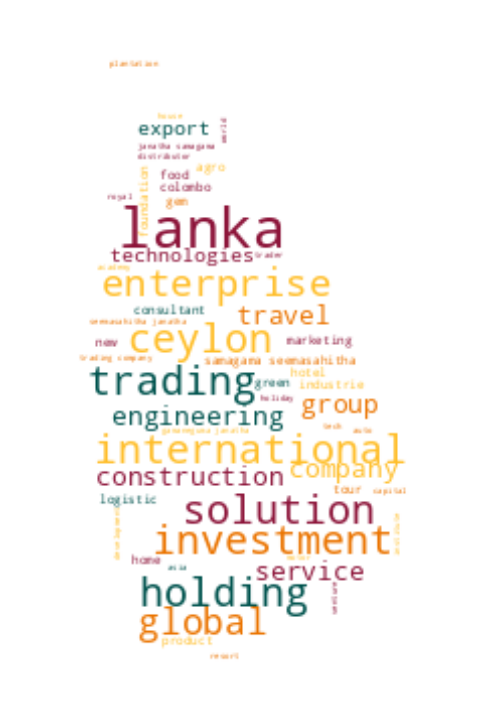 plantation
house
export
world
janatha samagama
distributor
agro
food
foundation
colombo
royal
gem
lanka
technologies
trader
academy
enterprise
consultant
travel
seemasahitha janatha
ceylon
new
marketing
trading company
samagama seemasahitha
hotel
trading
green
industrie
holiday
group
engineering
tech
auto
international
company
construction
tour
capital
logistic
solution
development
institute
investment
home
asia
service
holding
global
product
resort